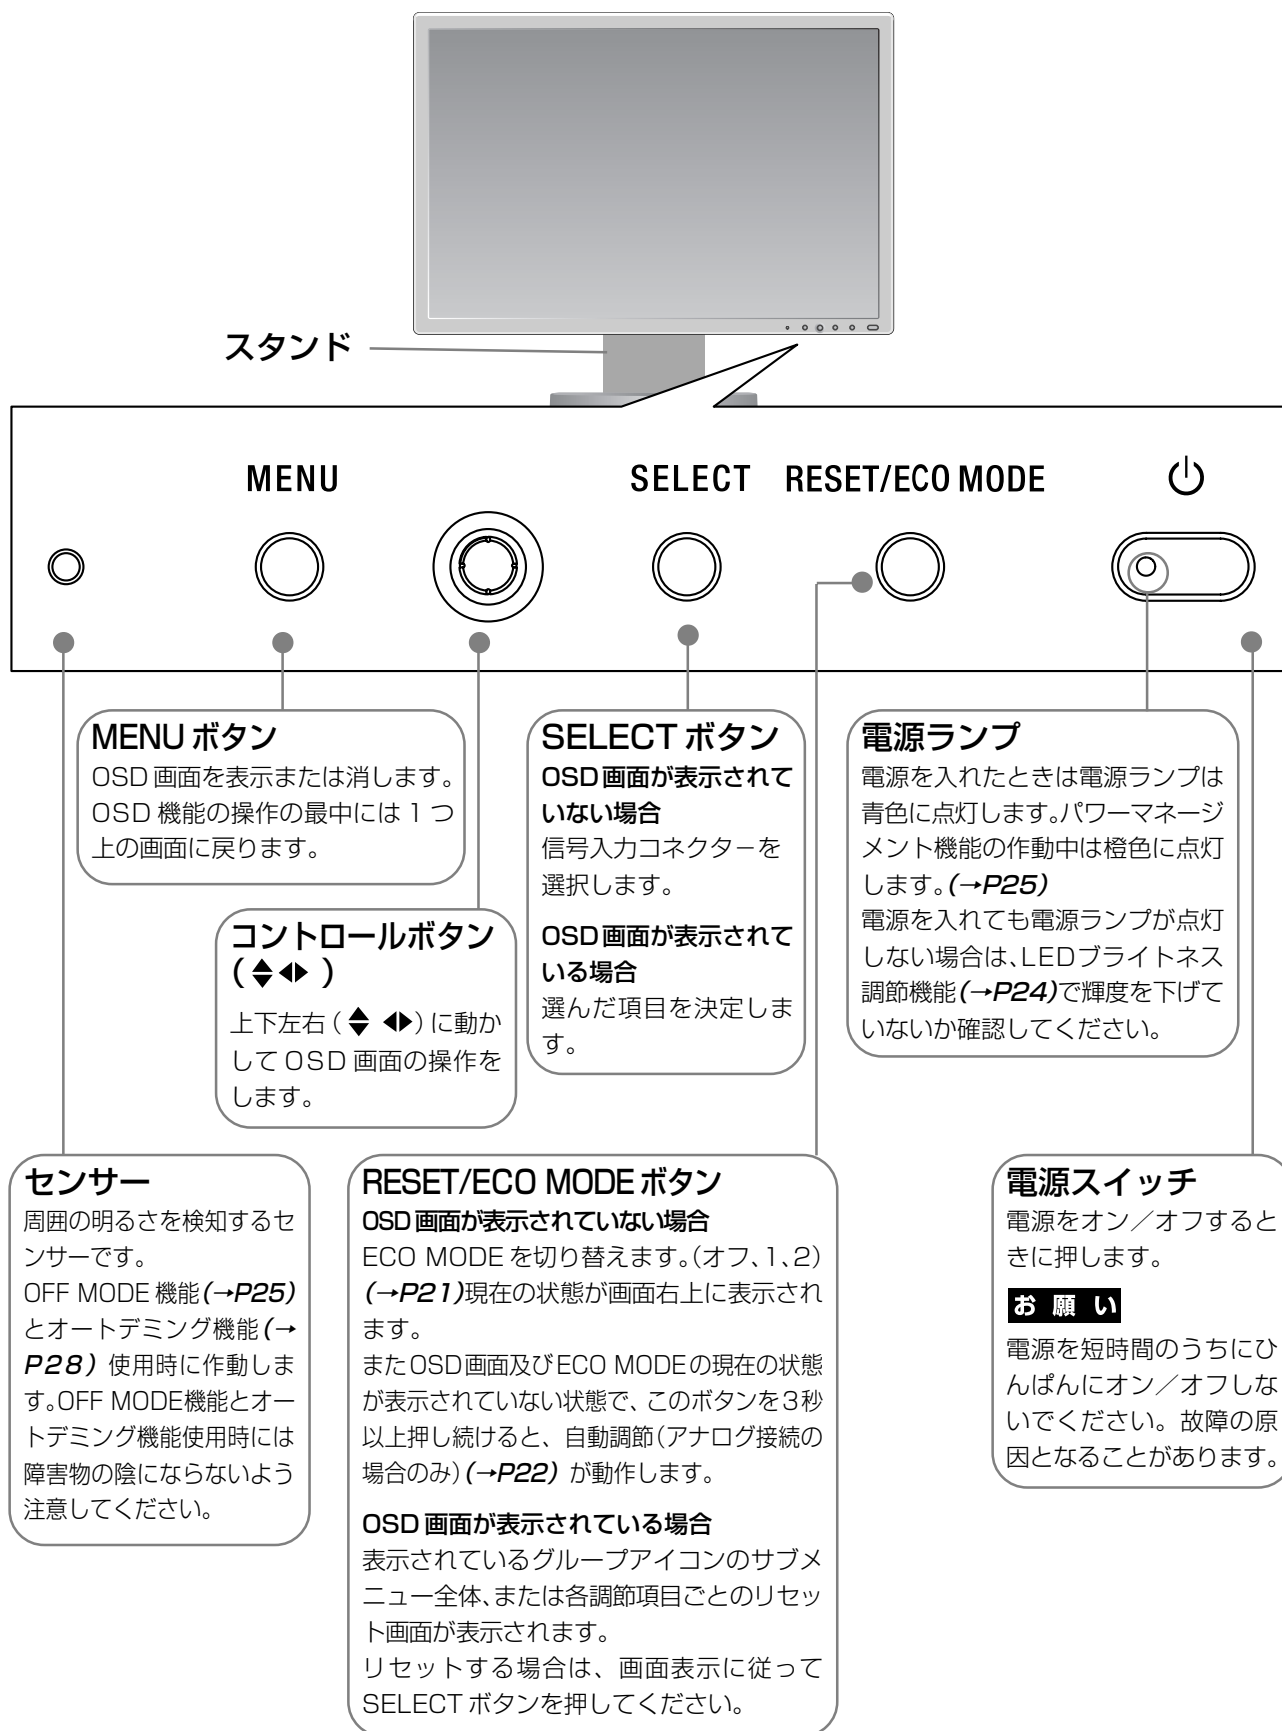 スタンド
MENU
SELECT
RESET/ECO MODE
MENU ボタン
OSD 画面を表示または消します。
OSD 機能の操作の最中には 1 つ
上の画面に戻ります。
コントロールボタン
(◆◀▶)
上下左右(◆ ◀▶)に動か
して OSD 画面の操作を
します。
SELECT ボタン
OSD画面が表示されて
いない場合
信号入力コネクターを
選択します。
OSD画面が表示されて
いる場合
選んだ項目を決定しま
す。
電源ランプ
電源を入れたときは電源ランプは
青色に点灯します。パワーマネージ
メント機能の作動中は橙色に点灯
します。(→P25)
電源を入れても電源ランプが点灯
しない場合は、LEDブライトネス
調節機能(→P24)で輝度を下げて
いないか確認してください。
センサー
周囲の明るさを検知するセ
ンサーです。
OFF MODE 機能(→P25)
とオートデミング機能(→
P28)使用時に作動しま
す。OFF MODE機能とオー
トデミング機能使用時には
障害物の陰にならないよう
注意してください。
RESET/ECO MODE ボタン
OSD 画面が表示されていない場合
ECO MODE を切り替えます。(オフ、1、2)
(→P21)現在の状態が画面右上に表示され
ます。
またOSD画面及びECO MODEの現在の状態
が表示されていない状態で、このボタンを3秒
以上押し続けると、自動調節(アナログ接続の
場合のみ)(→P22)が動作します。
OSD 画面が表示されている場合
表示されているグループアイコンのサブメ
ニュー全体、または各調節項目ごとのリセッ
ト画面が表示されます。
リセットする場合は、画面表示に従って
SELECT ボタンを押してください。
電源スイッチ
電源をオン/オフすると
きに押します。
お 願 い
電源を短時間のうちにひ
んぱんにオン/オフしな
いでください。故障の原
因となることがあります。